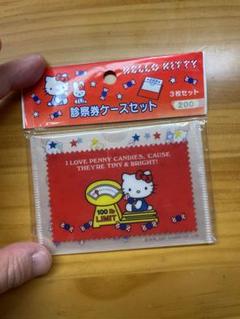 HELLO KITTY
3枚セット
診察券ケースセット
200
I LOVE PENNY CANDIES, CAUSE
THEY'RE TINY & BRIGHT!
100 lb
LIMIT